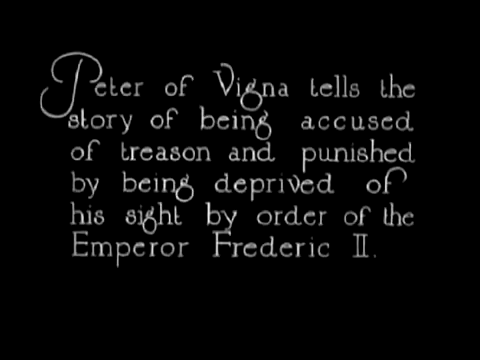 Peter of Vigna tells the
story of being accused
of treason and punished
by being deprived of
his sight by order of the
Emperor Frederic II.